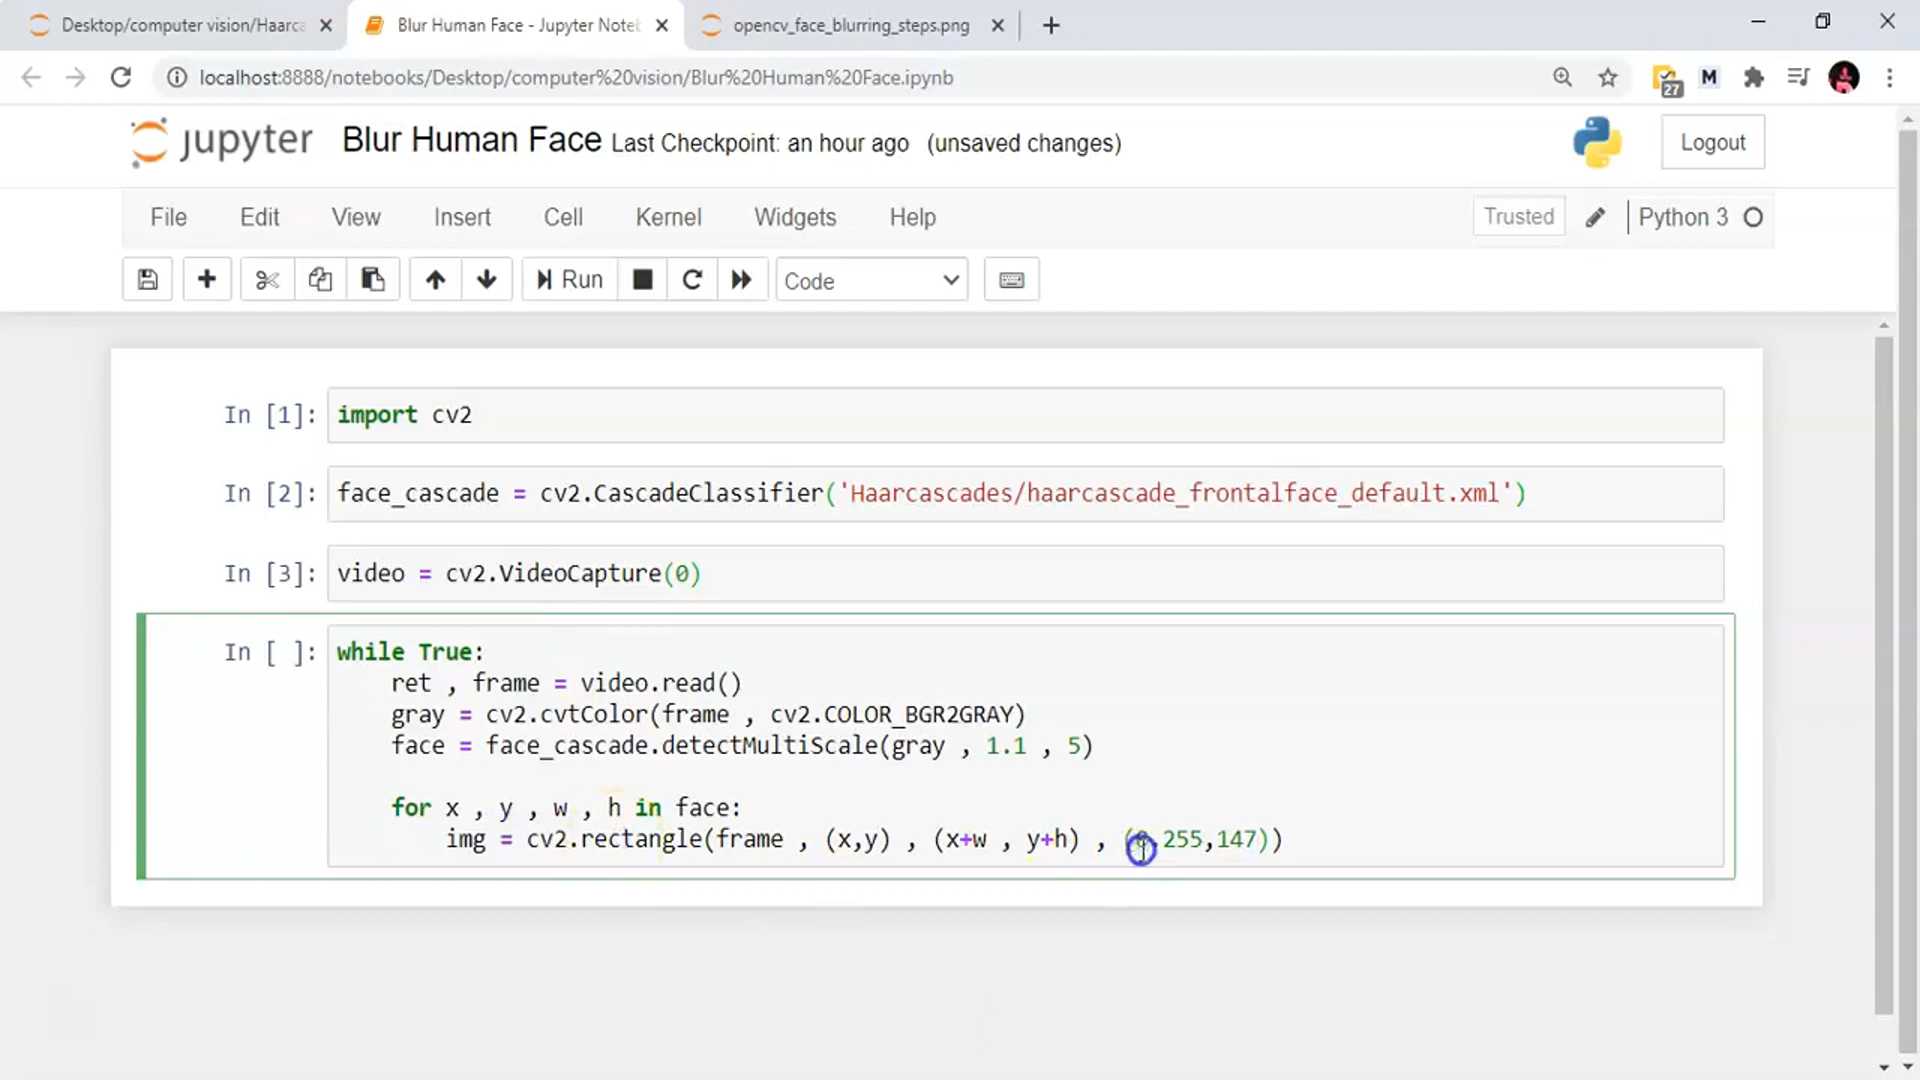 Desktop/computer vision/Haarca
Blur Human Face - Jupyter Noteb
opencv_face_blurring_steps.png
localhost:8888/notebooks/Desktop/computer%20vision/Blur%20Human%20Face.ipynb
27
M
jupyter Blur Human Face Last Checkpoint: an hour ago (unsaved changes)
Logout
File Edit View Insert Cell Kernel Widgets Help
Trusted
Python 3
Run
Code
In [1]: import cv2
In [2]: face_cascade = cv2.CascadeClassifier('Haarcascades/haarcascade_frontalface_default.xml')
In [3]: video = cv2.VideoCapture(0)
In [ ]: while True:
ret , frame = video.read()
gray = cv2.cvtColor(frame , cv2.COLOR_BGR2GRAY)
face = face_cascade.detectMultiScale(gray , 1.1 , 5)
for x , y , w , h in face:
img = cv2.rectangle(frame , (x,y) , (x+w , y+h) , (0,255,147))